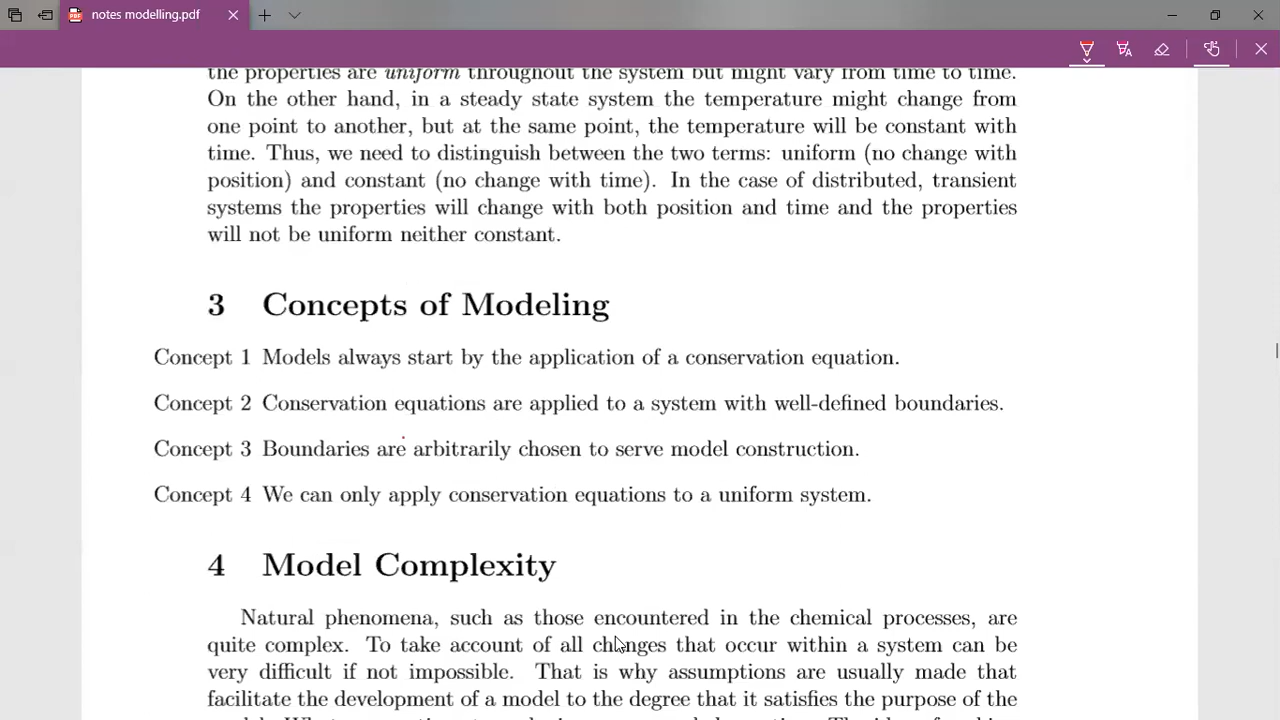 notes modelling.pdf
the properties are uniform throughout the system but might vary from time to time.
On the other hand, in a steady state system the temperature might change from
one point to another, but at the same point, the temperature will be constant with
time. Thus, we need to distinguish between the two terms: uniform (no change with
position) and constant (no change with time). In the case of distributed, transient
systems the properties will change with both position and time and the properties
will not be uniform neither constant.
3 Concepts of Modeling
Concept 1 Models always start by the application of a conservation equation.
Concept 2 Conservation equations are applied to a system with well-defined boundaries.
Concept 3 Boundaries are arbitrarily chosen to serve model construction.
Concept 4 We can only apply conservation equations to a uniform system.
4 Model Complexity
Natural phenomena, such as those encountered in the chemical processes, are
quite complex. To take account of all changes that occur within a system can be
very difficult if not impossible. That is why assumptions are usually made that
facilitate the development of a model to the degree that it satisfies the purpose of the